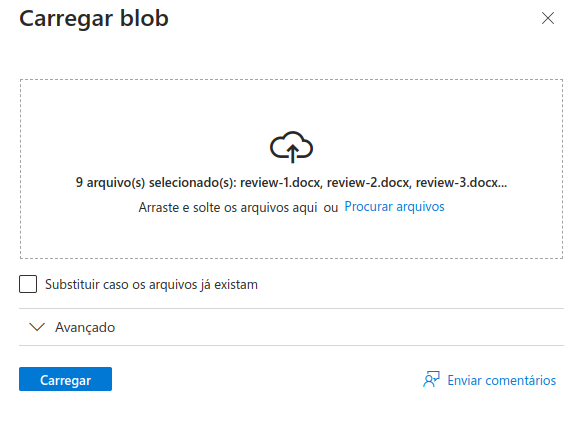 Carregar blob
9 arquivo(s) selecionado(s): review-1.docx, review-2.docx, review-3.docx...
Arraste e solte os arquivos aqui ou Procurar arquivos
Substituir caso os arquivos já existam
Avançado
Carregar
Enviar comentários